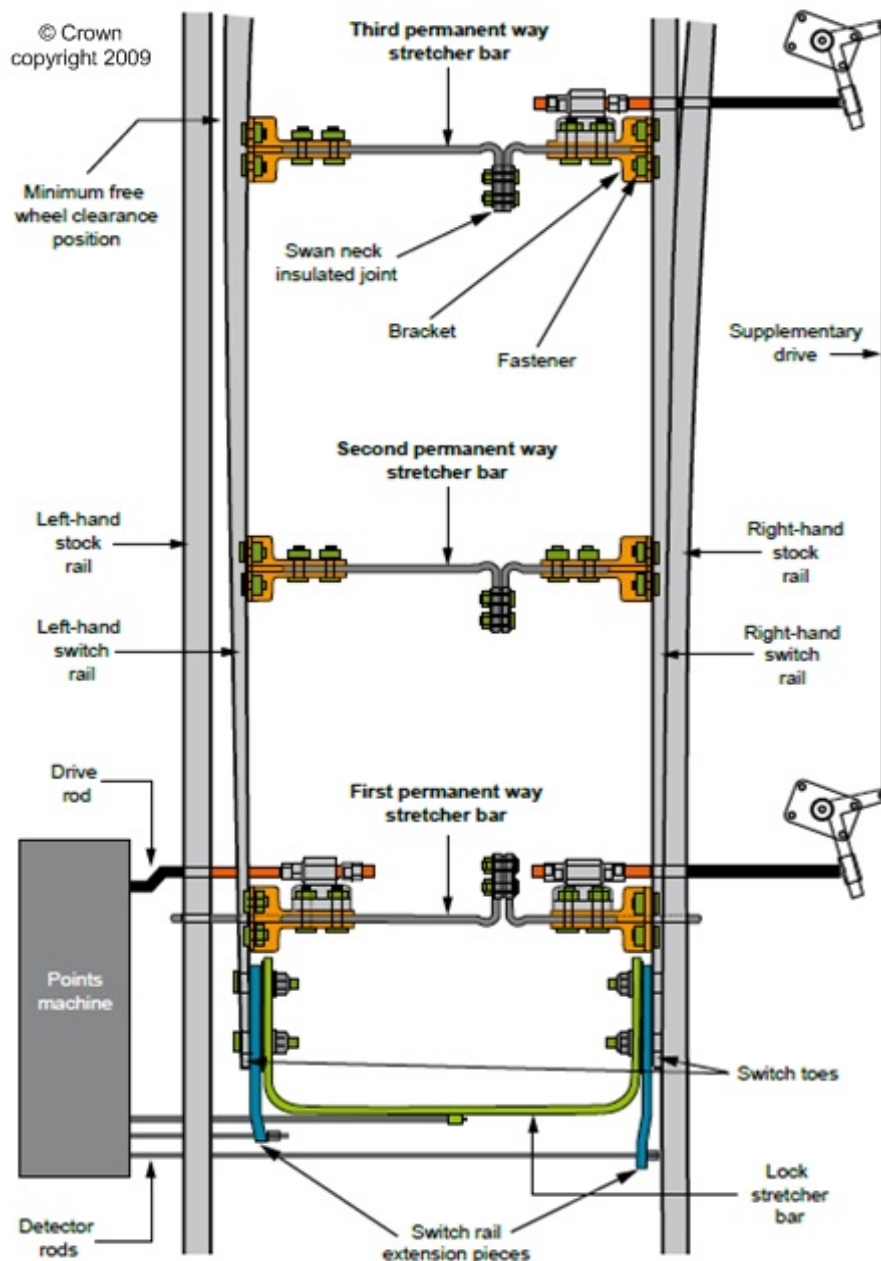 © Crown
copyright 2009
Third permanent way
stretcher bar
Minimum free
wheel clearance
position
Swan neck
insulated joint
Bracket
Fastener
Supplementary
drive
Second permanent way
stretcher bar
Left-hand
stock
rail
Right-hand
stock
rail
Left-hand
switch
rail
Right-hand
switch
rail
Drive
rod
First permanent way
stretcher bar
Points
machine
Switch toes
Lock
stretcher
bar
Detector
rods
Switch rail
extension pieces